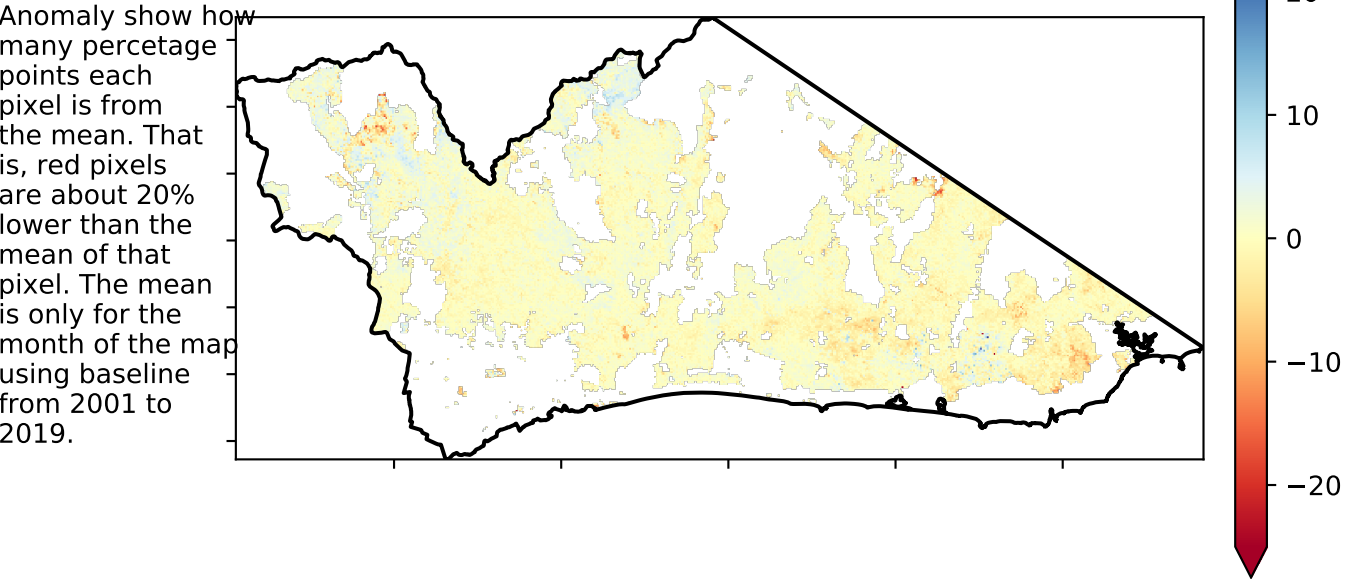 Anomaly show how
many percetage
points each
pixel is from
the mean. That
is, red pixels
are about 20%
lower than the
mean of that
pixel. The mean
is only for the
month of the map
using baseline
from 2001 to
2019.
10
0
−10
−20